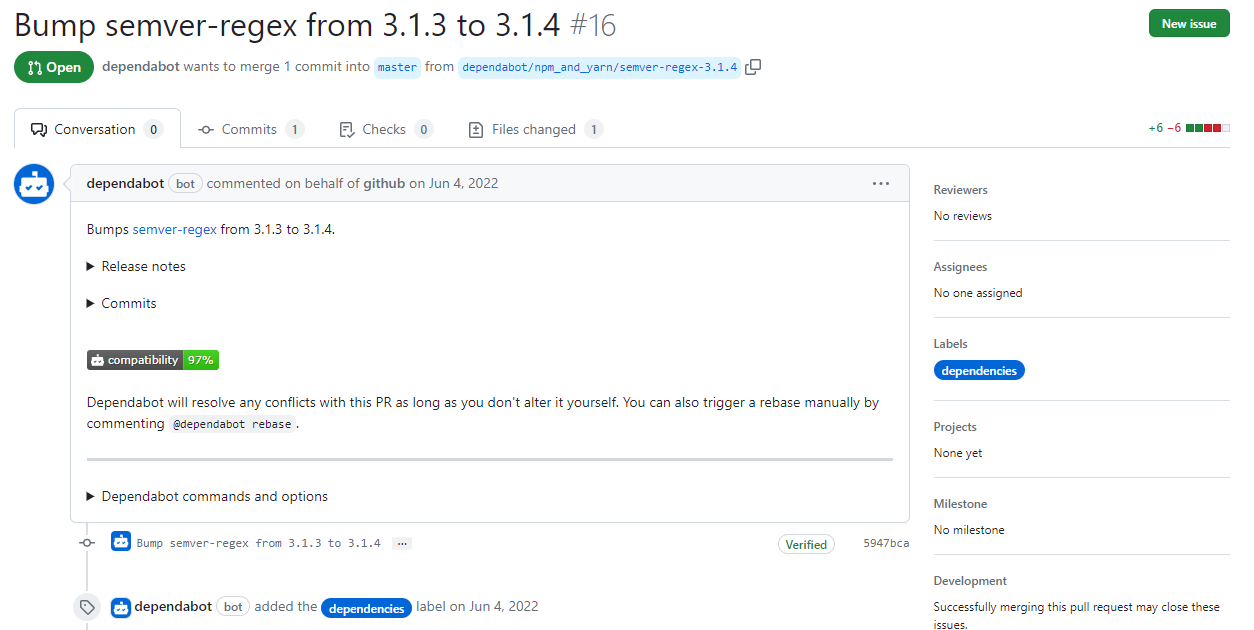 Bump semver-regex from 3.1.3 to 3.1.4 #16
New issue
Open dependabot wants to merge 1 commit into master from dependabot/npm_and_yarn/semver-regex-3.1.4
Conversation 0 Commits 1 Checks 0 Files changed 1
+6 −6
dependabot bot commented on behalf of github on Jun 4, 2022 ...
Bumps semver-regex from 3.1.3 to 3.1.4.
Release notes
Commits
compatibility 97%
Dependabot will resolve any conflicts with this PR as long as you don't alter it yourself. You can also trigger a rebase manually by
commenting @dependabot rebase.
Dependabot commands and options
Bump semver-regex from 3.1.3 to 3.1.4 ...
Verified 5947bca
dependabot bot added the dependencies label on Jun 4, 2022
Reviewers
No reviews
Assignees
No one assigned
Labels
dependencies
Projects
None yet
Milestone
No milestone
Development
Successfully merging this pull request may close these
issues.